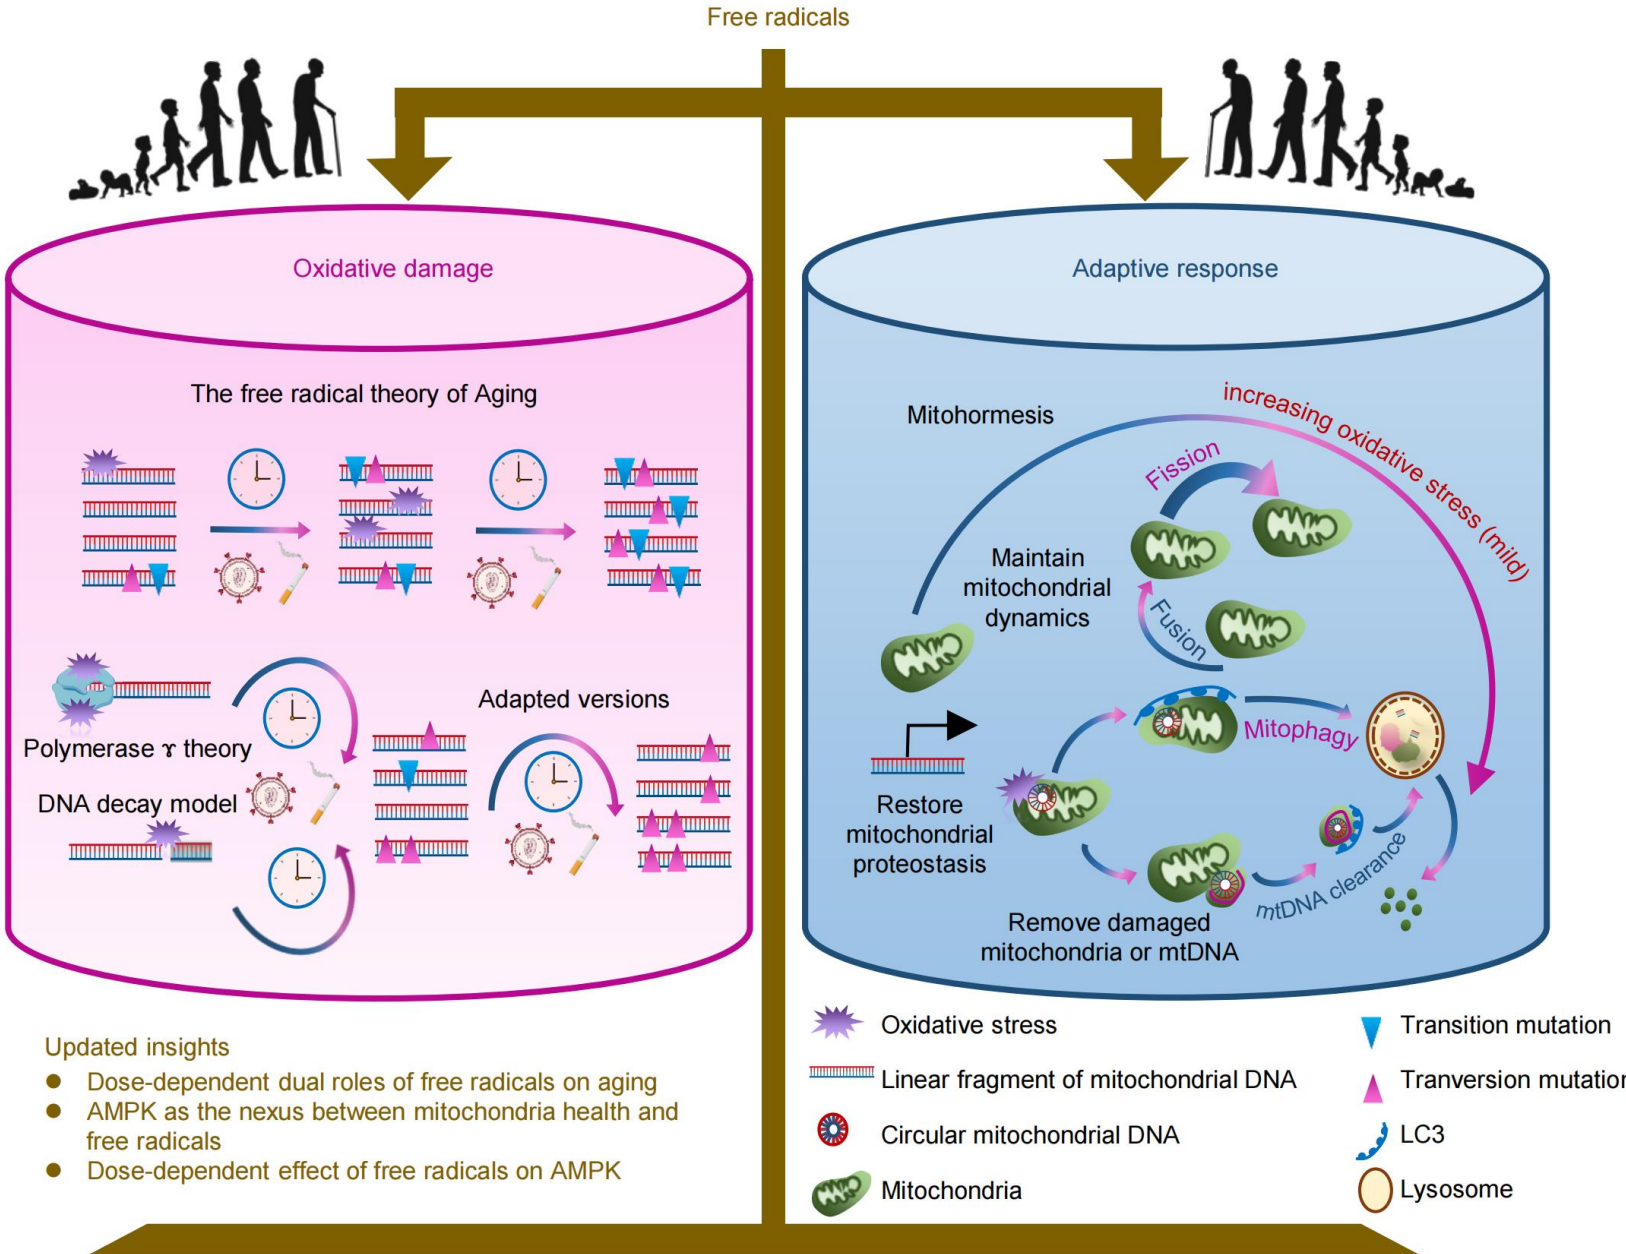 Free radicals
Oxidative damage
The free radical theory of Aging
Polymerase ɤ theory
DNA decay model
Adapted versions
Adaptive response
Mitohormesis
increasing oxidative stress (mild)
Fission
Maintain
mitochondrial
dynamics
Fusion
Mitophagy
Restore
mitochondrial
proteostasis
mtDNA clearance
Remove damaged
mitochondria or mtDNA
Updated insights
● Dose-dependent dual roles of free radicals on aging
● AMPK as the nexus between mitochondria health and
free radicals
● Dose-dependent effect of free radicals on AMPK
Oxidative stress
Linear fragment of mitochondrial DNA
Circular mitochondrial DNA
Mitochondria
Transition mutation
Tranversion mutation
LC3
Lysosome